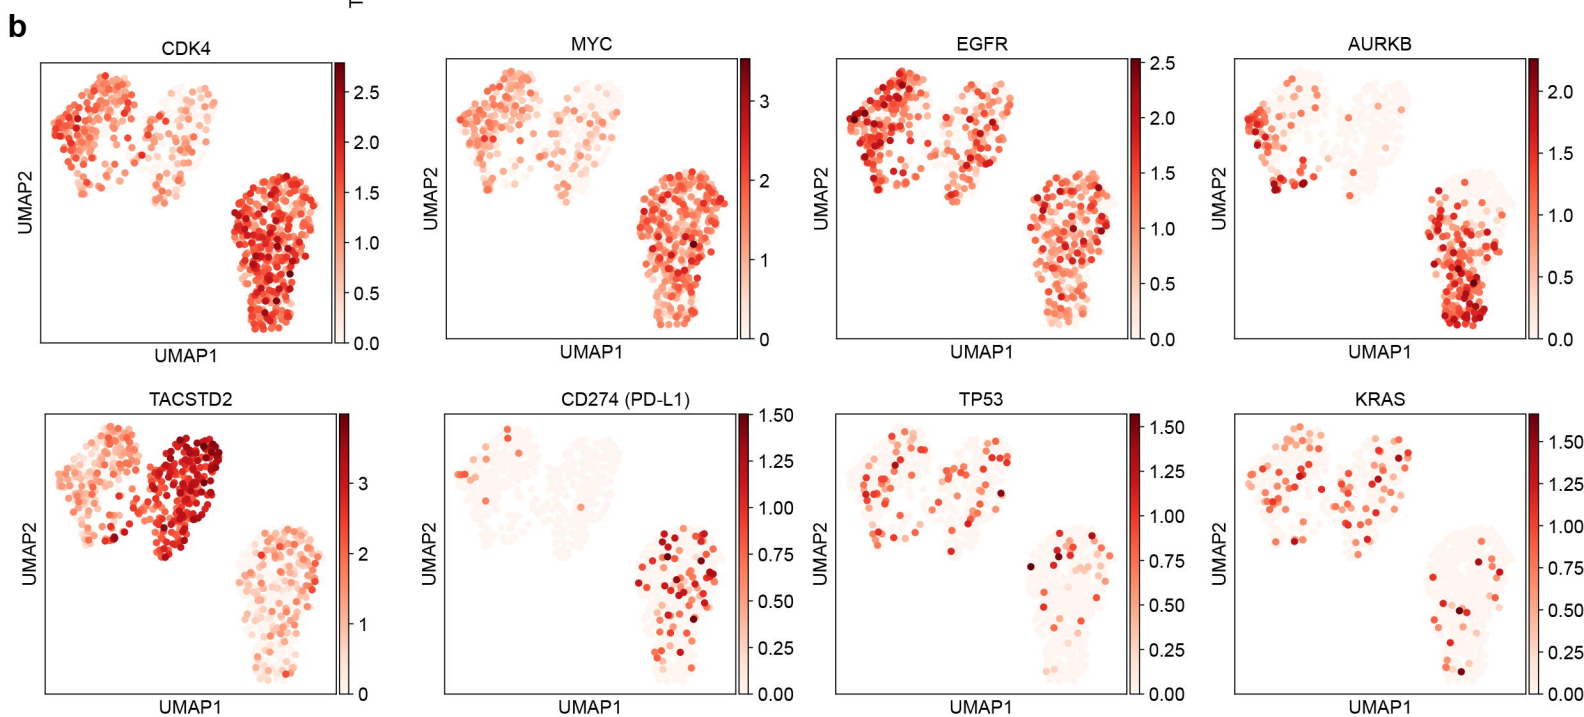 T
b
CDK4
2.5
2.0
1.5
1.0
0.5
0.0
UMAP2
UMAP1
MYC
3
2
1
0
UMAP2
UMAP1
EGFR
2.5
2.0
1.5
1.0
0.5
0.0
UMAP2
UMAP1
AURKB
2.0
1.5
1.0
0.5
0.0
UMAP2
UMAP1
TACSTD2
3
2
1
0
UMAP2
UMAP1
CD274 (PD-L1)
1.50
1.25
1.00
0.75
0.50
0.25
0.00
UMAP2
UMAP1
TP53
1.50
1.25
1.00
0.75
0.50
0.25
0.00
UMAP2
UMAP1
KRAS
1.50
1.25
1.00
0.75
0.50
0.25
0.00
UMAP2
UMAP1